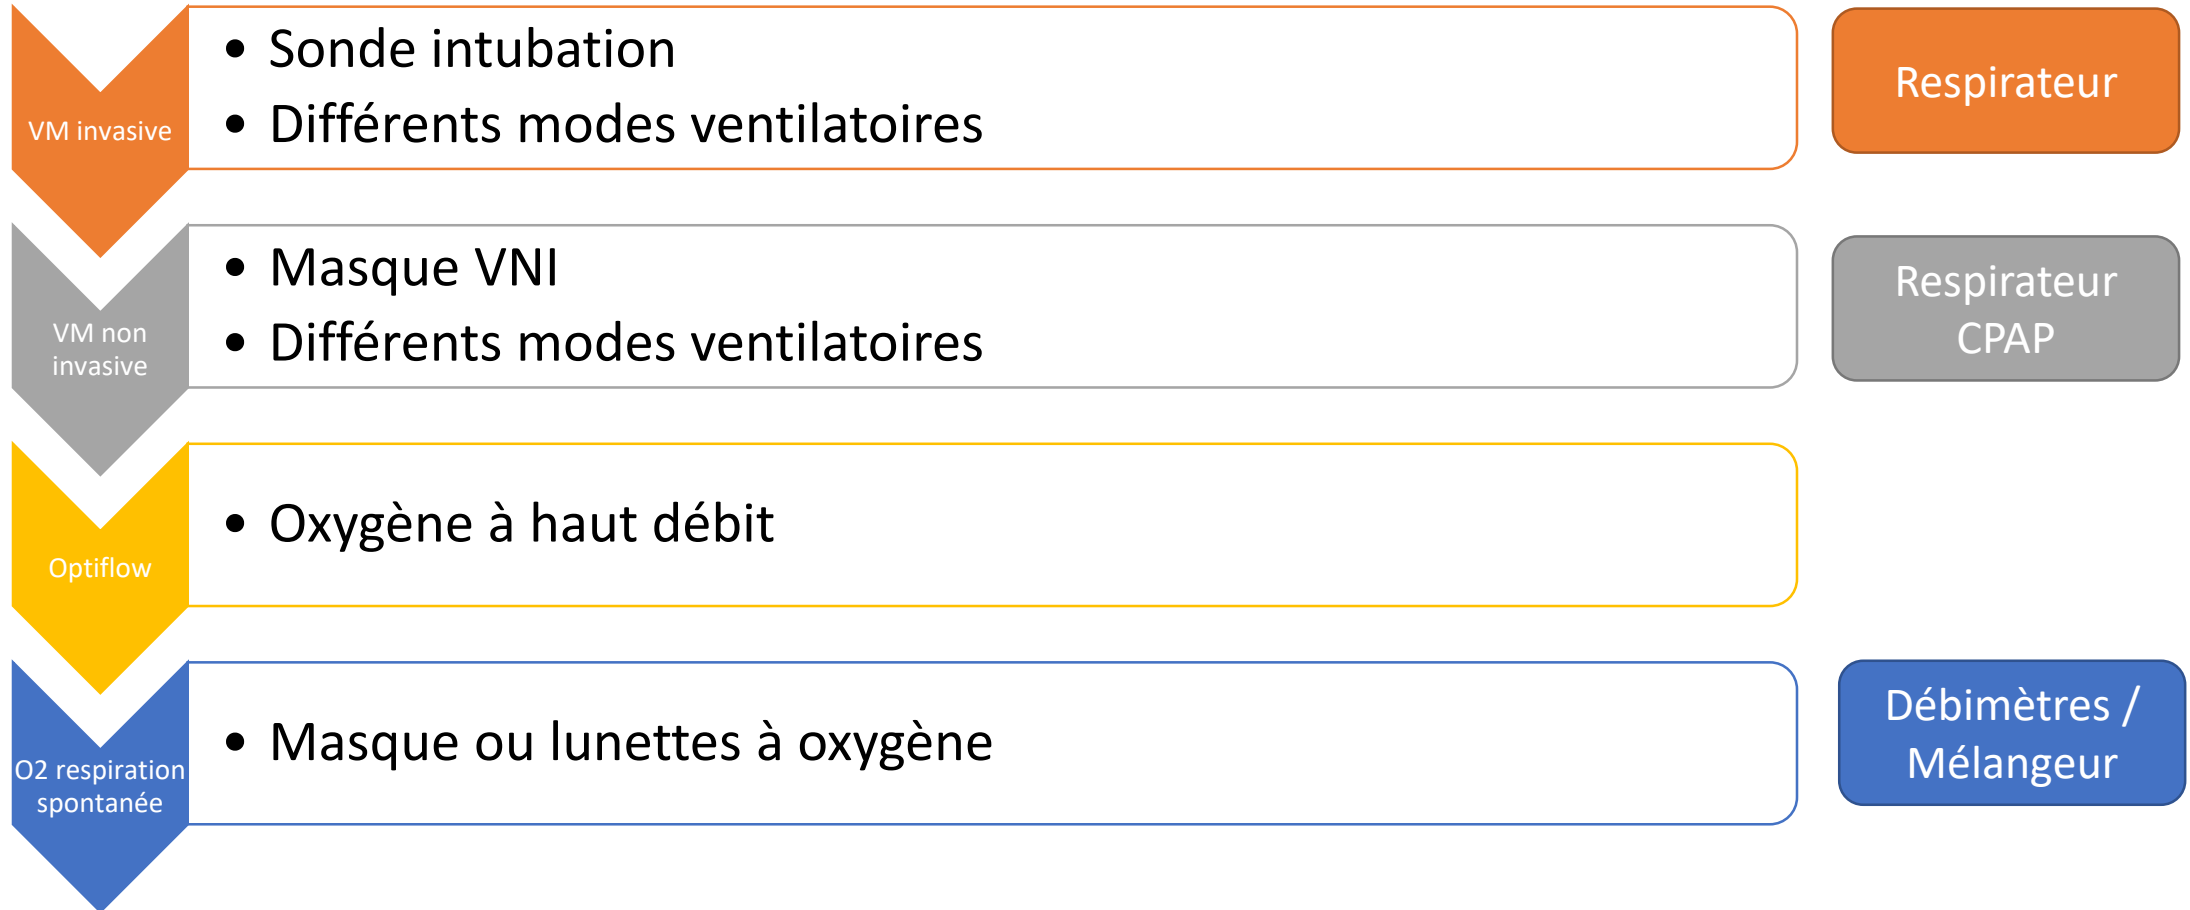 VM invasive
• Sonde intubation
• Différents modes ventilatoires
Respirateur
VM non
invasive
• Masque VNI
• Différents modes ventilatoires
Respirateur
CPAP
Optiflow
• Oxygène à haut débit
O2 respiration
spontanée
• Masque ou lunettes à oxygène
Débimètres /
Mélangeur